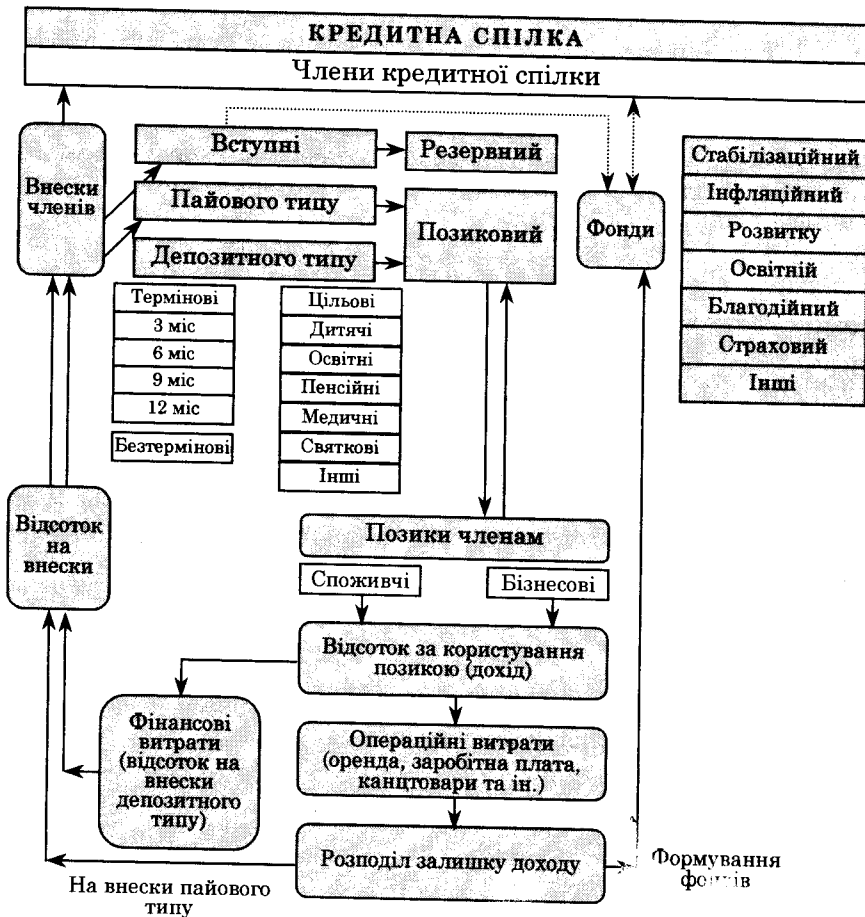 КРЕДИТНА СПІЛКА
Члени кредитної спілки
Внески
членів
Вступні
Пайового типу
Депозитного типу
Резервний
Позиковий
Фонди
Стабілізаційний
Інфляційний
Розвитку
Освітній
Благодійний
Страховий
Інші
Термінові
3 міс
6 міс
9 міс
12 міс
Безтермінові
Цільові
Дитячі
Освітні
Пенсійні
Медичні
Святкові
Інші
Відсоток
на
внески
Позики членам
Споживчі
Бізнесові
Відсоток за користування
позикою (дохід)
Фінансові
витрати
(відсоток на
внески
депозитного
типу)
Операційні витрати
(оренда, заробітна плата,
канцтовари та ін.)
Розподіл залишку доходу
На внески пайового
типу
Формування
фондів